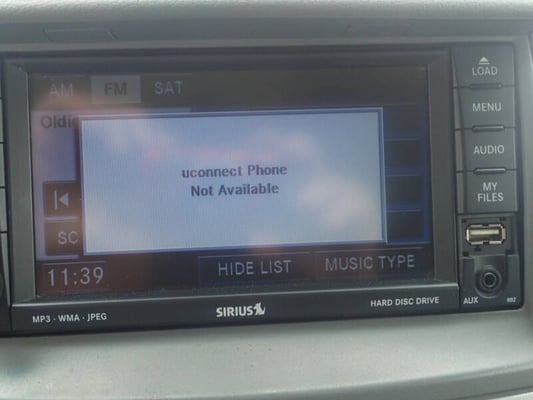 AM FM SAT
LOAD
MENU
uconnect Phone
Not Available
AUDIO
MY
FILES
SC
11:39
HIDE LIST
MUSIC TYPE
MP3 · WMA · JPEG
SIRIUS
HARD DISC DRIVE
AUX